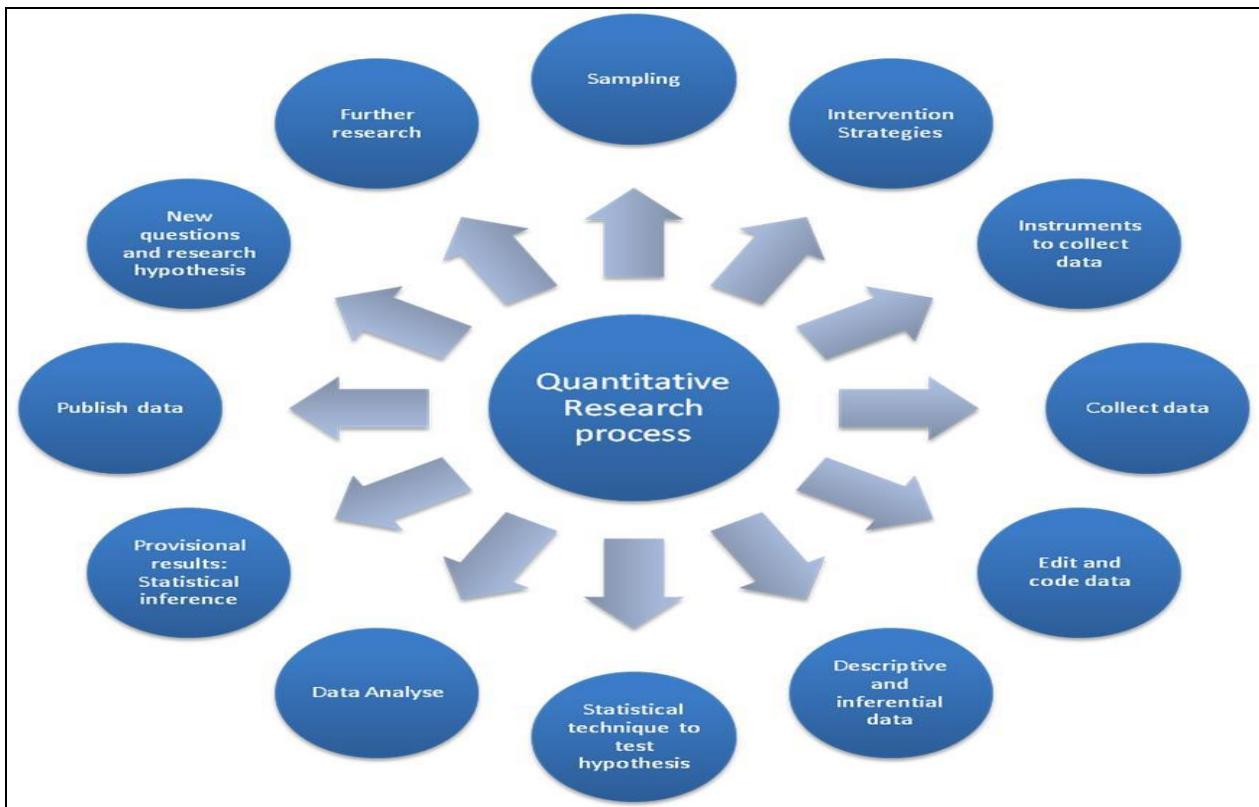 Sampling
Intervention
Strategies
Instruments
to collect
data
Collect data
Edit and
code data
Descriptive
and
inferential
data
Statistical
technique to
test
hypothesis
Data Analyse
Provisional
results:
Statistical
inference
Publish data
New
questions
and research
hypothesis
Further
research
Quantitative
Research
process